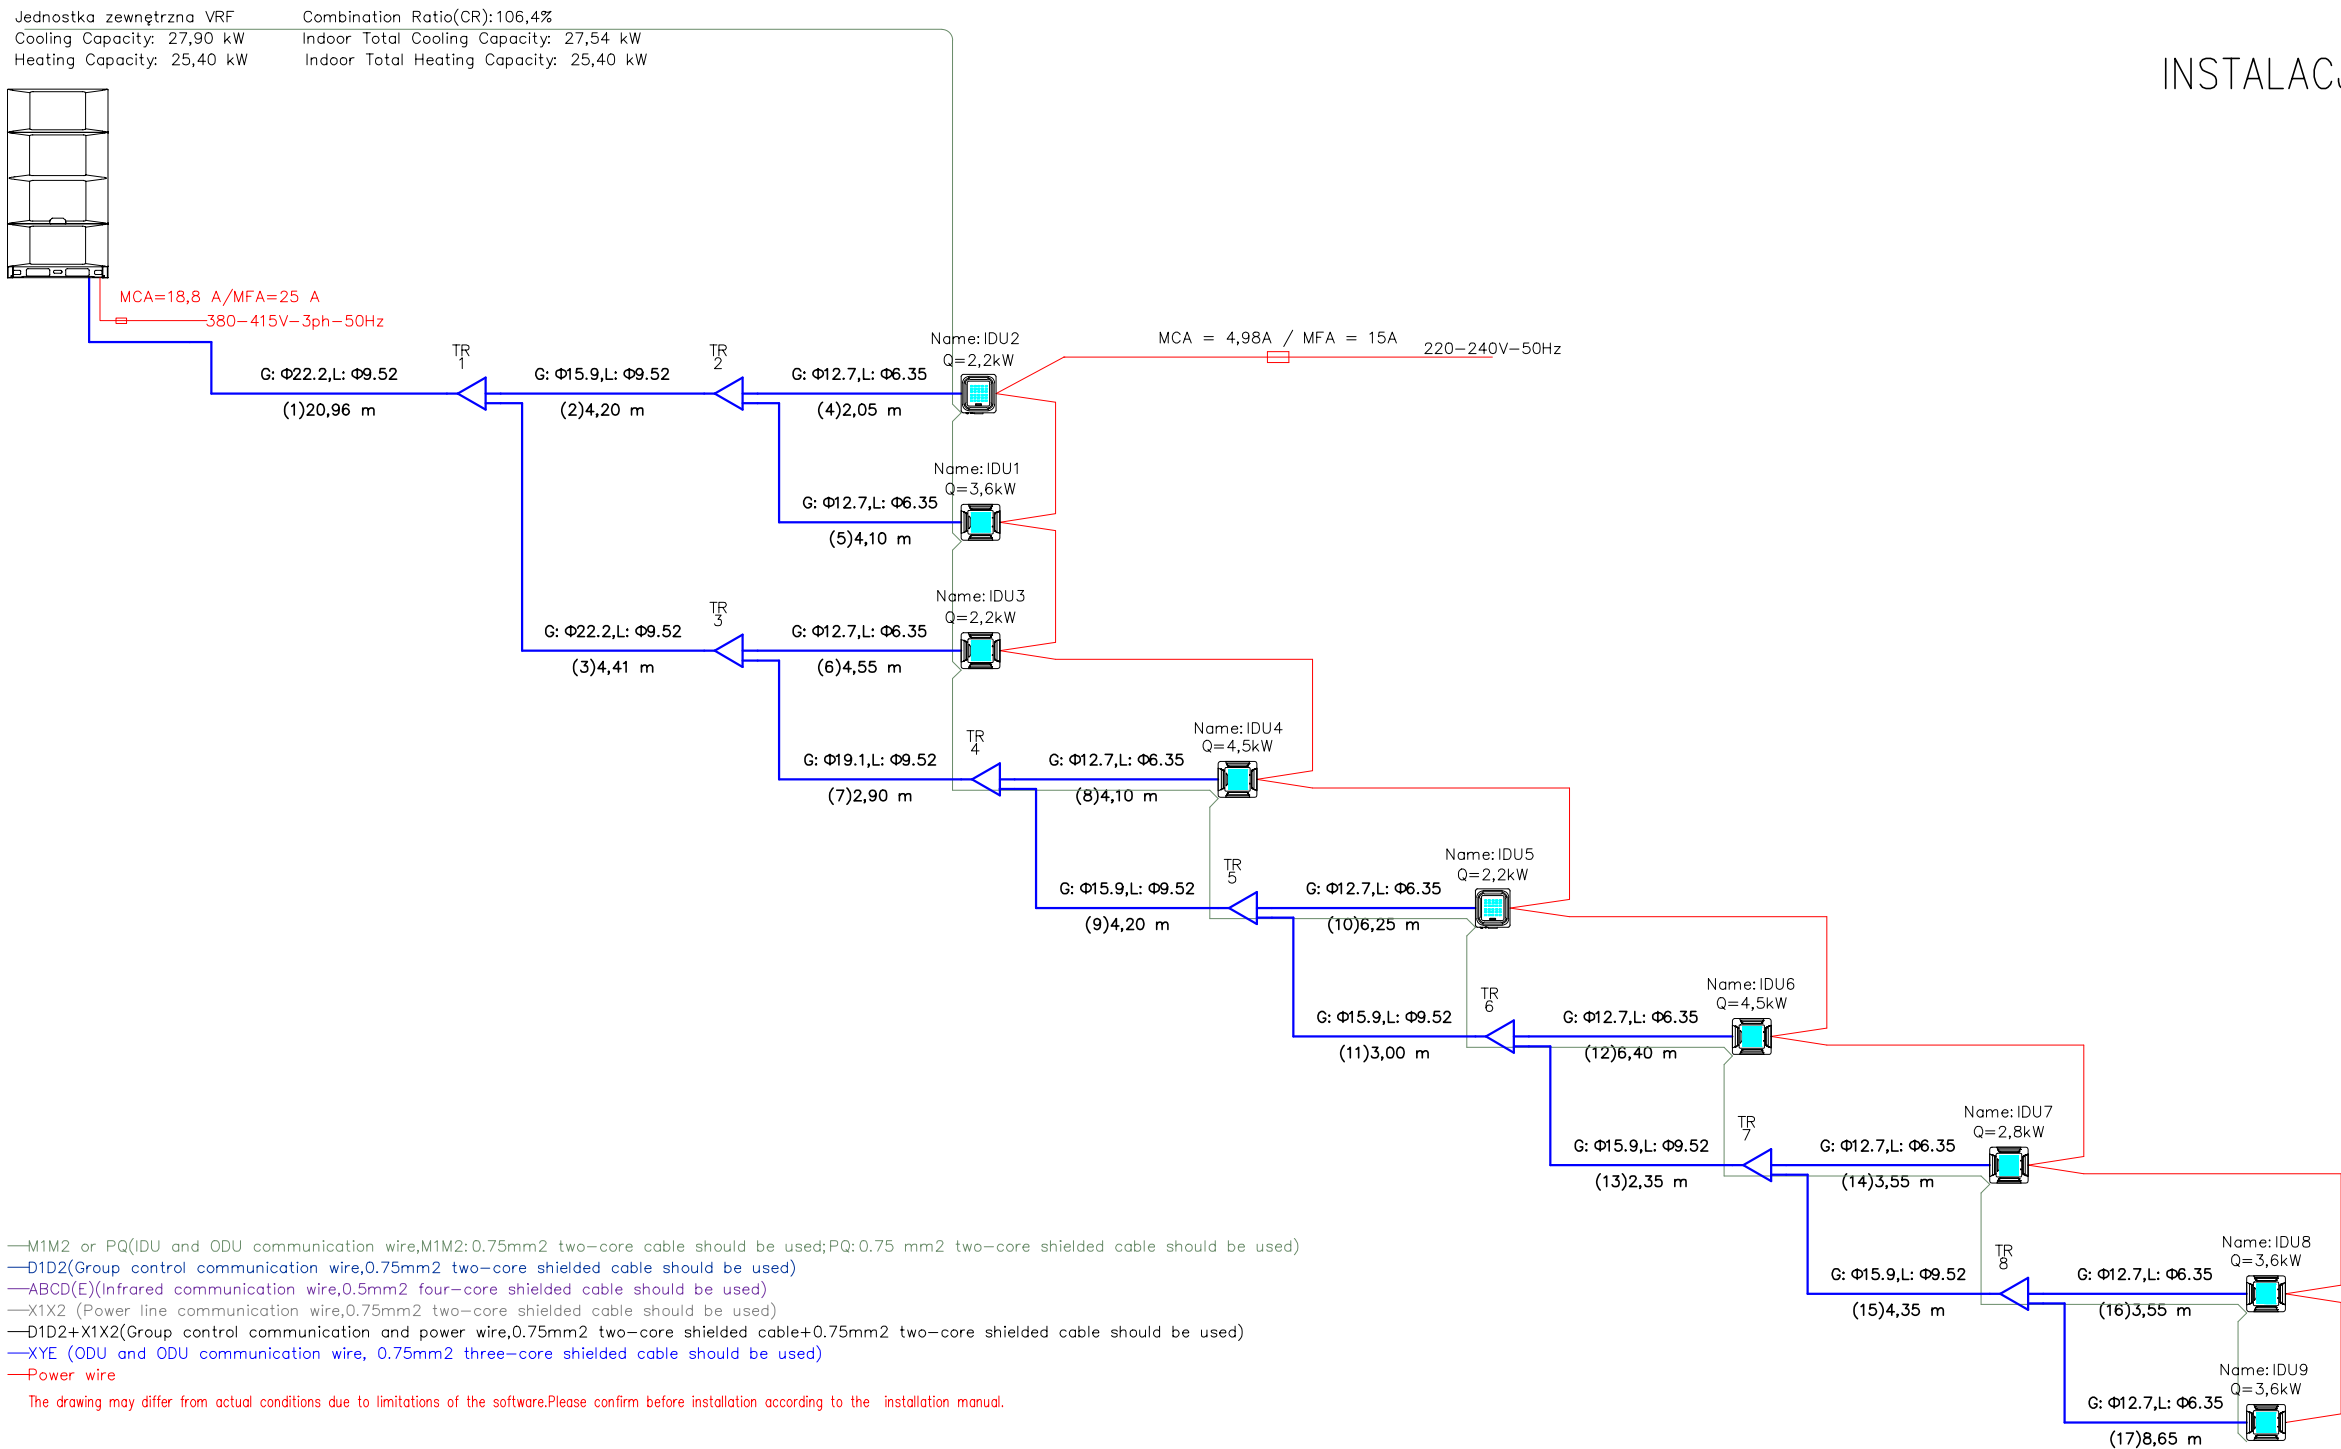 Jednostka zewnętrzna VRF Combination Ratio(CR):106,4%
Cooling Capacity: 27,90 kW Indoor Total Cooling Capacity: 27,54 kW
Heating Capacity: 25,40 kW Indoor Total Heating Capacity: 25,40 kW
INSTALAC
MCA=18,8 A/MFA=25 A
380-415V-3ph-50Hz
MCA = 4,98A / MFA = 15A
220-240V-50Hz
TR
1
TR
2
Name:IDU2
Q=2,2kW
G: Φ22.2,L: Φ9.52
(1)20,96 m
G: Φ15.9,L: Φ9.52
(2)4,20 m
G: Φ12.7,L: Φ6.35
(4)2,05 m
Name:IDU1
Q=3,6kW
G: Φ12.7,L: Φ6.35
(5)4,10 m
TR
3
Name:IDU3
Q=2,2kW
G: Φ22.2,L: Φ9.52
(3)4,41 m
G: Φ12.7,L: Φ6.35
(6)4,55 m
TR
4
Name:IDU4
Q=4,5kW
G: Φ19.1,L: Φ9.52
(7)2,90 m
G: Φ12.7,L: Φ6.35
(8)4,10 m
TR
5
Name:IDU5
Q=2,2kW
G: Φ15.9,L: Φ9.52
(9)4,20 m
G: Φ12.7,L: Φ6.35
(10)6,25 m
TR
6
Name:IDU6
Q=4,5kW
G: Φ15.9,L: Φ9.52
(11)3,00 m
G: Φ12.7,L: Φ6.35
(12)6,40 m
TR
7
Name:IDU7
Q=2,8kW
G: Φ15.9,L: Φ9.52
(13)2,35 m
G: Φ12.7,L: Φ6.35
(14)3,55 m
TR
8
Name:IDU8
Q=3,6kW
G: Φ15.9,L: Φ9.52
(15)4,35 m
G: Φ12.7,L: Φ6.35
(16)3,55 m
Name:IDU9
Q=3,6kW
G: Φ12.7,L: Φ6.35
(17)8,65 m
M1M2 or PQ(IDU and ODU communication wire,M1M2:0.75mm2 two-core cable should be used;PQ:0.75 mm2 two-core shielded cable should be used)
D1D2(Group control communication wire,0.75mm2 two-core shielded cable should be used)
ABCD(E)(Infrared communication wire,0.5mm2 four-core shielded cable should be used)
X1X2 (Power line communication wire,0.75mm2 two-core shielded cable should be used)
D1D2+X1X2(Group control communication and power wire,0.75mm2 two-core shielded cable+0.75mm2 two-core shielded cable should be used)
XYE (ODU and ODU communication wire, 0.75mm2 three-core shielded cable should be used)
Power wire
The drawing may differ from actual conditions due to limitations of the software.Please confirm before installation according to the installation manual.